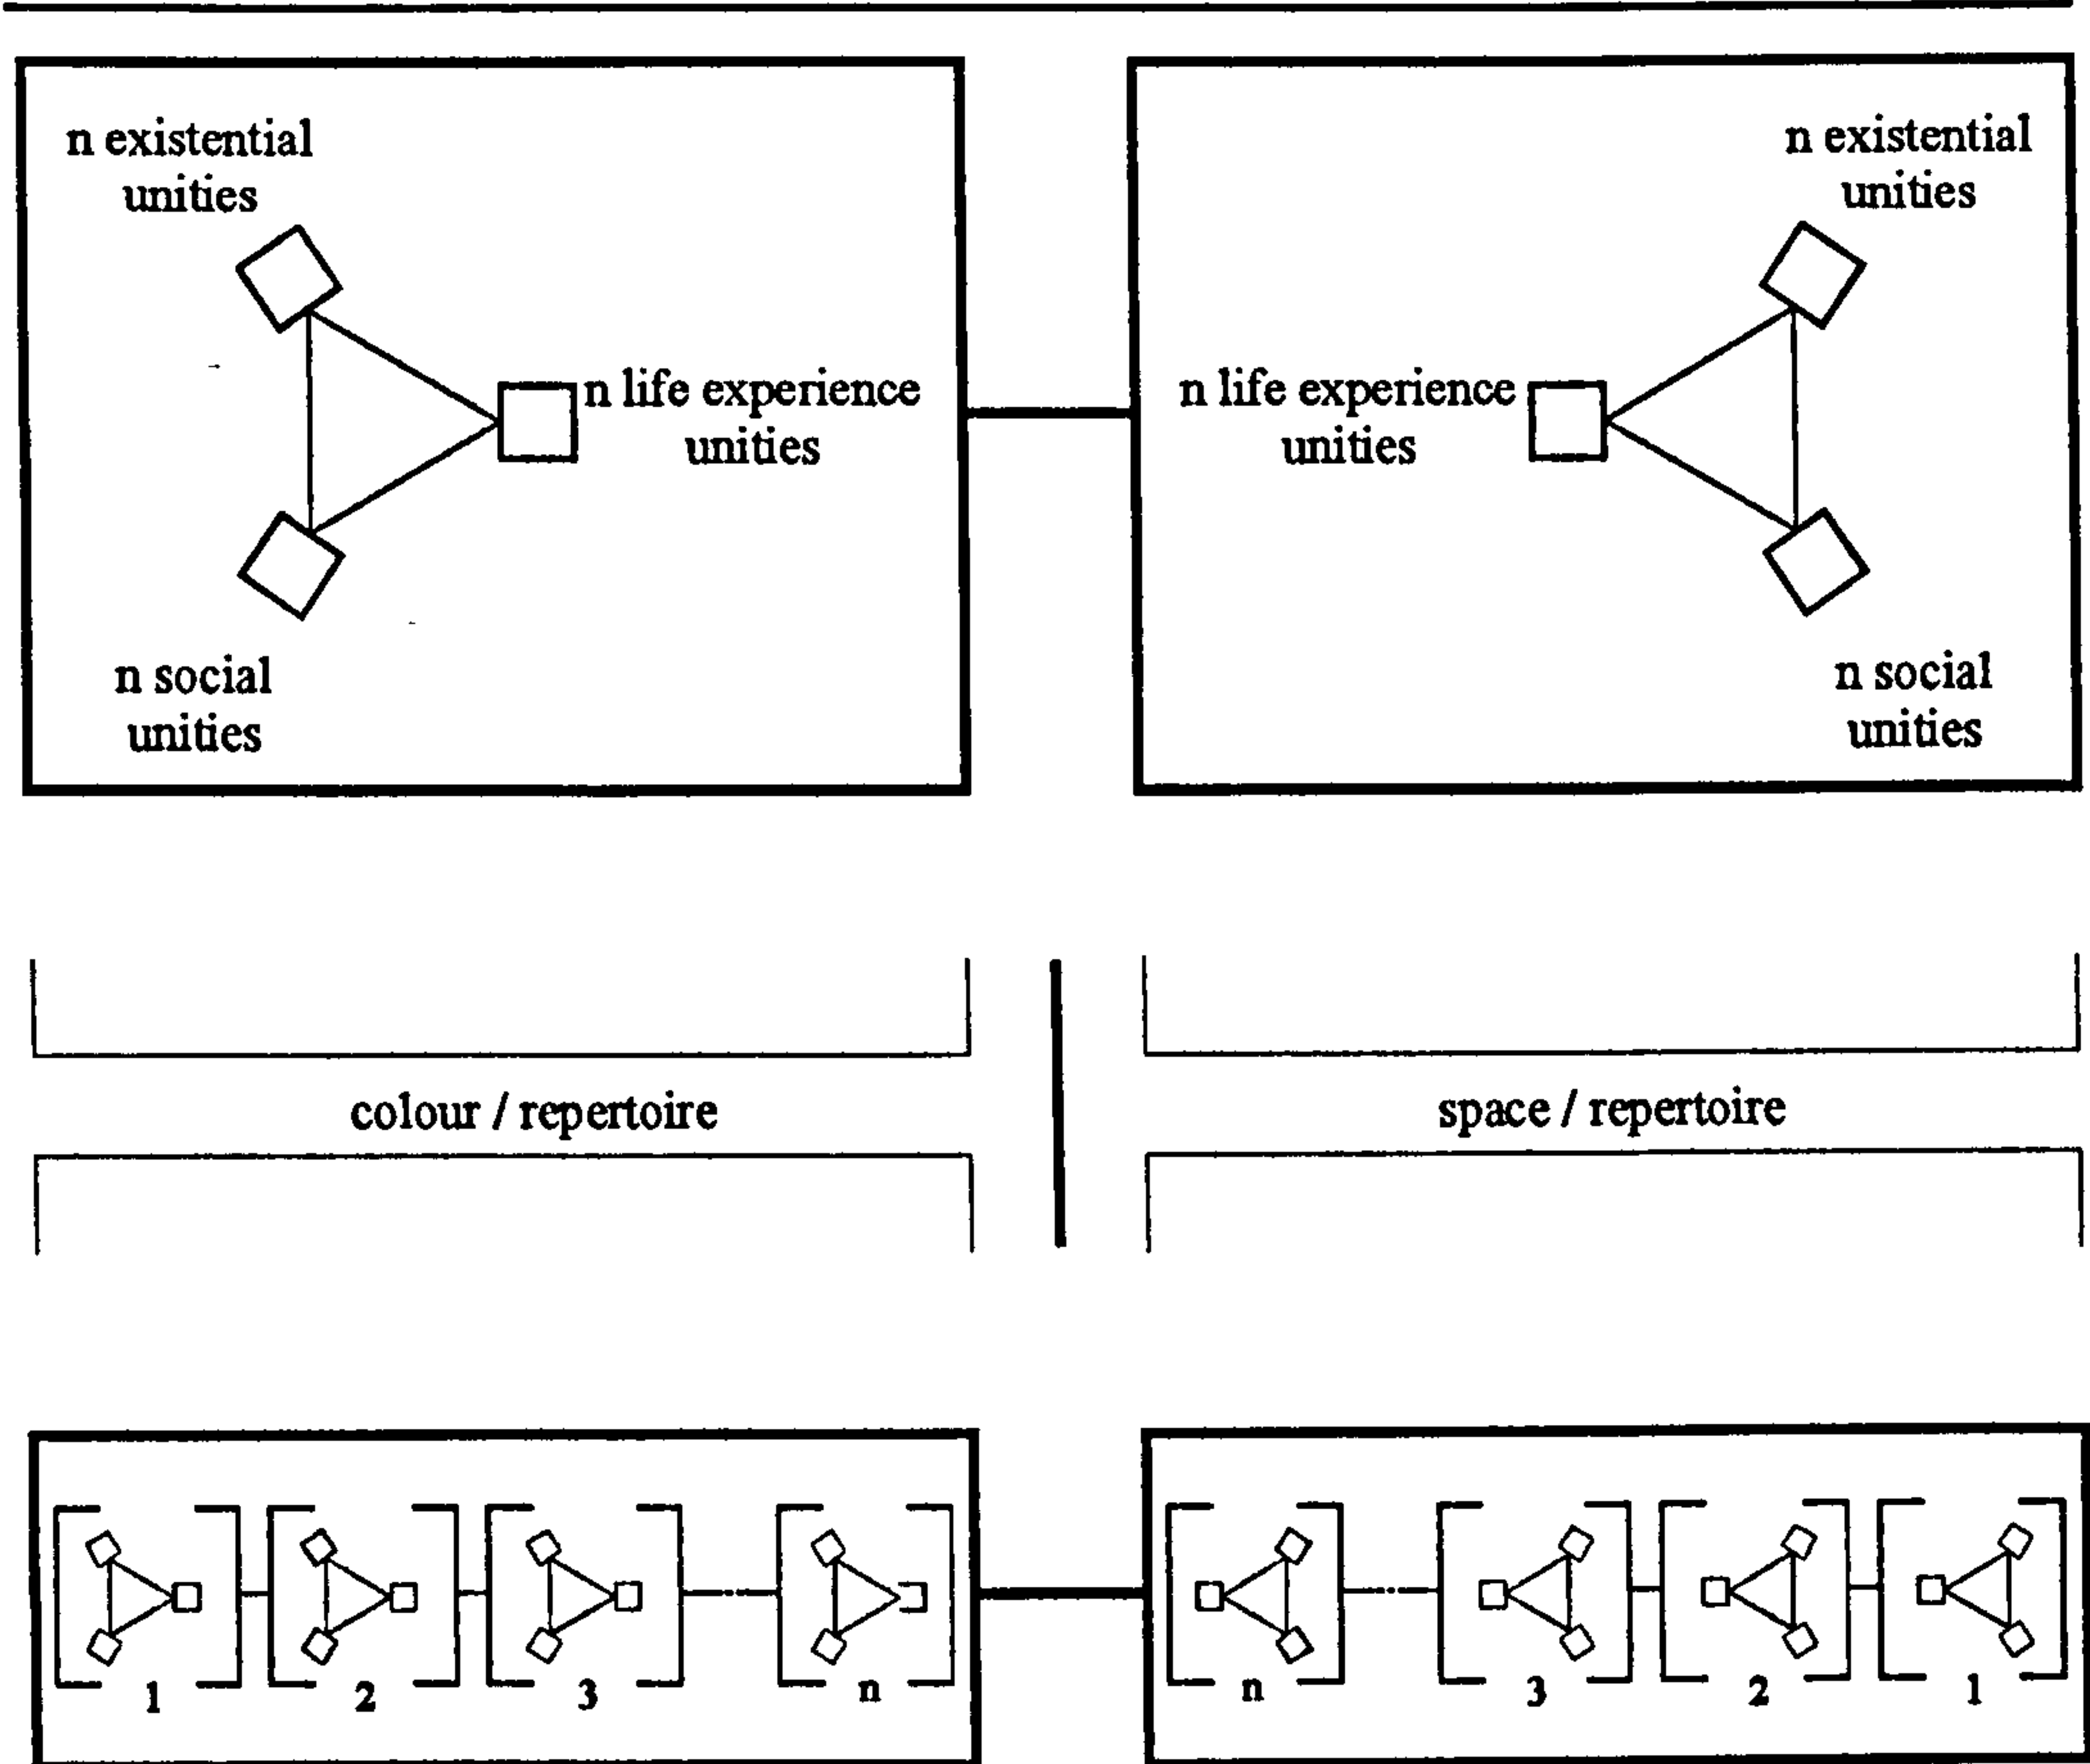 n existential
unities
n life experience
unities
n social
unities
n existential
unities
n life experience
unities
n social
unities
colour / repertoire
space / repertoire
1 2 3 n
n 3 2 1